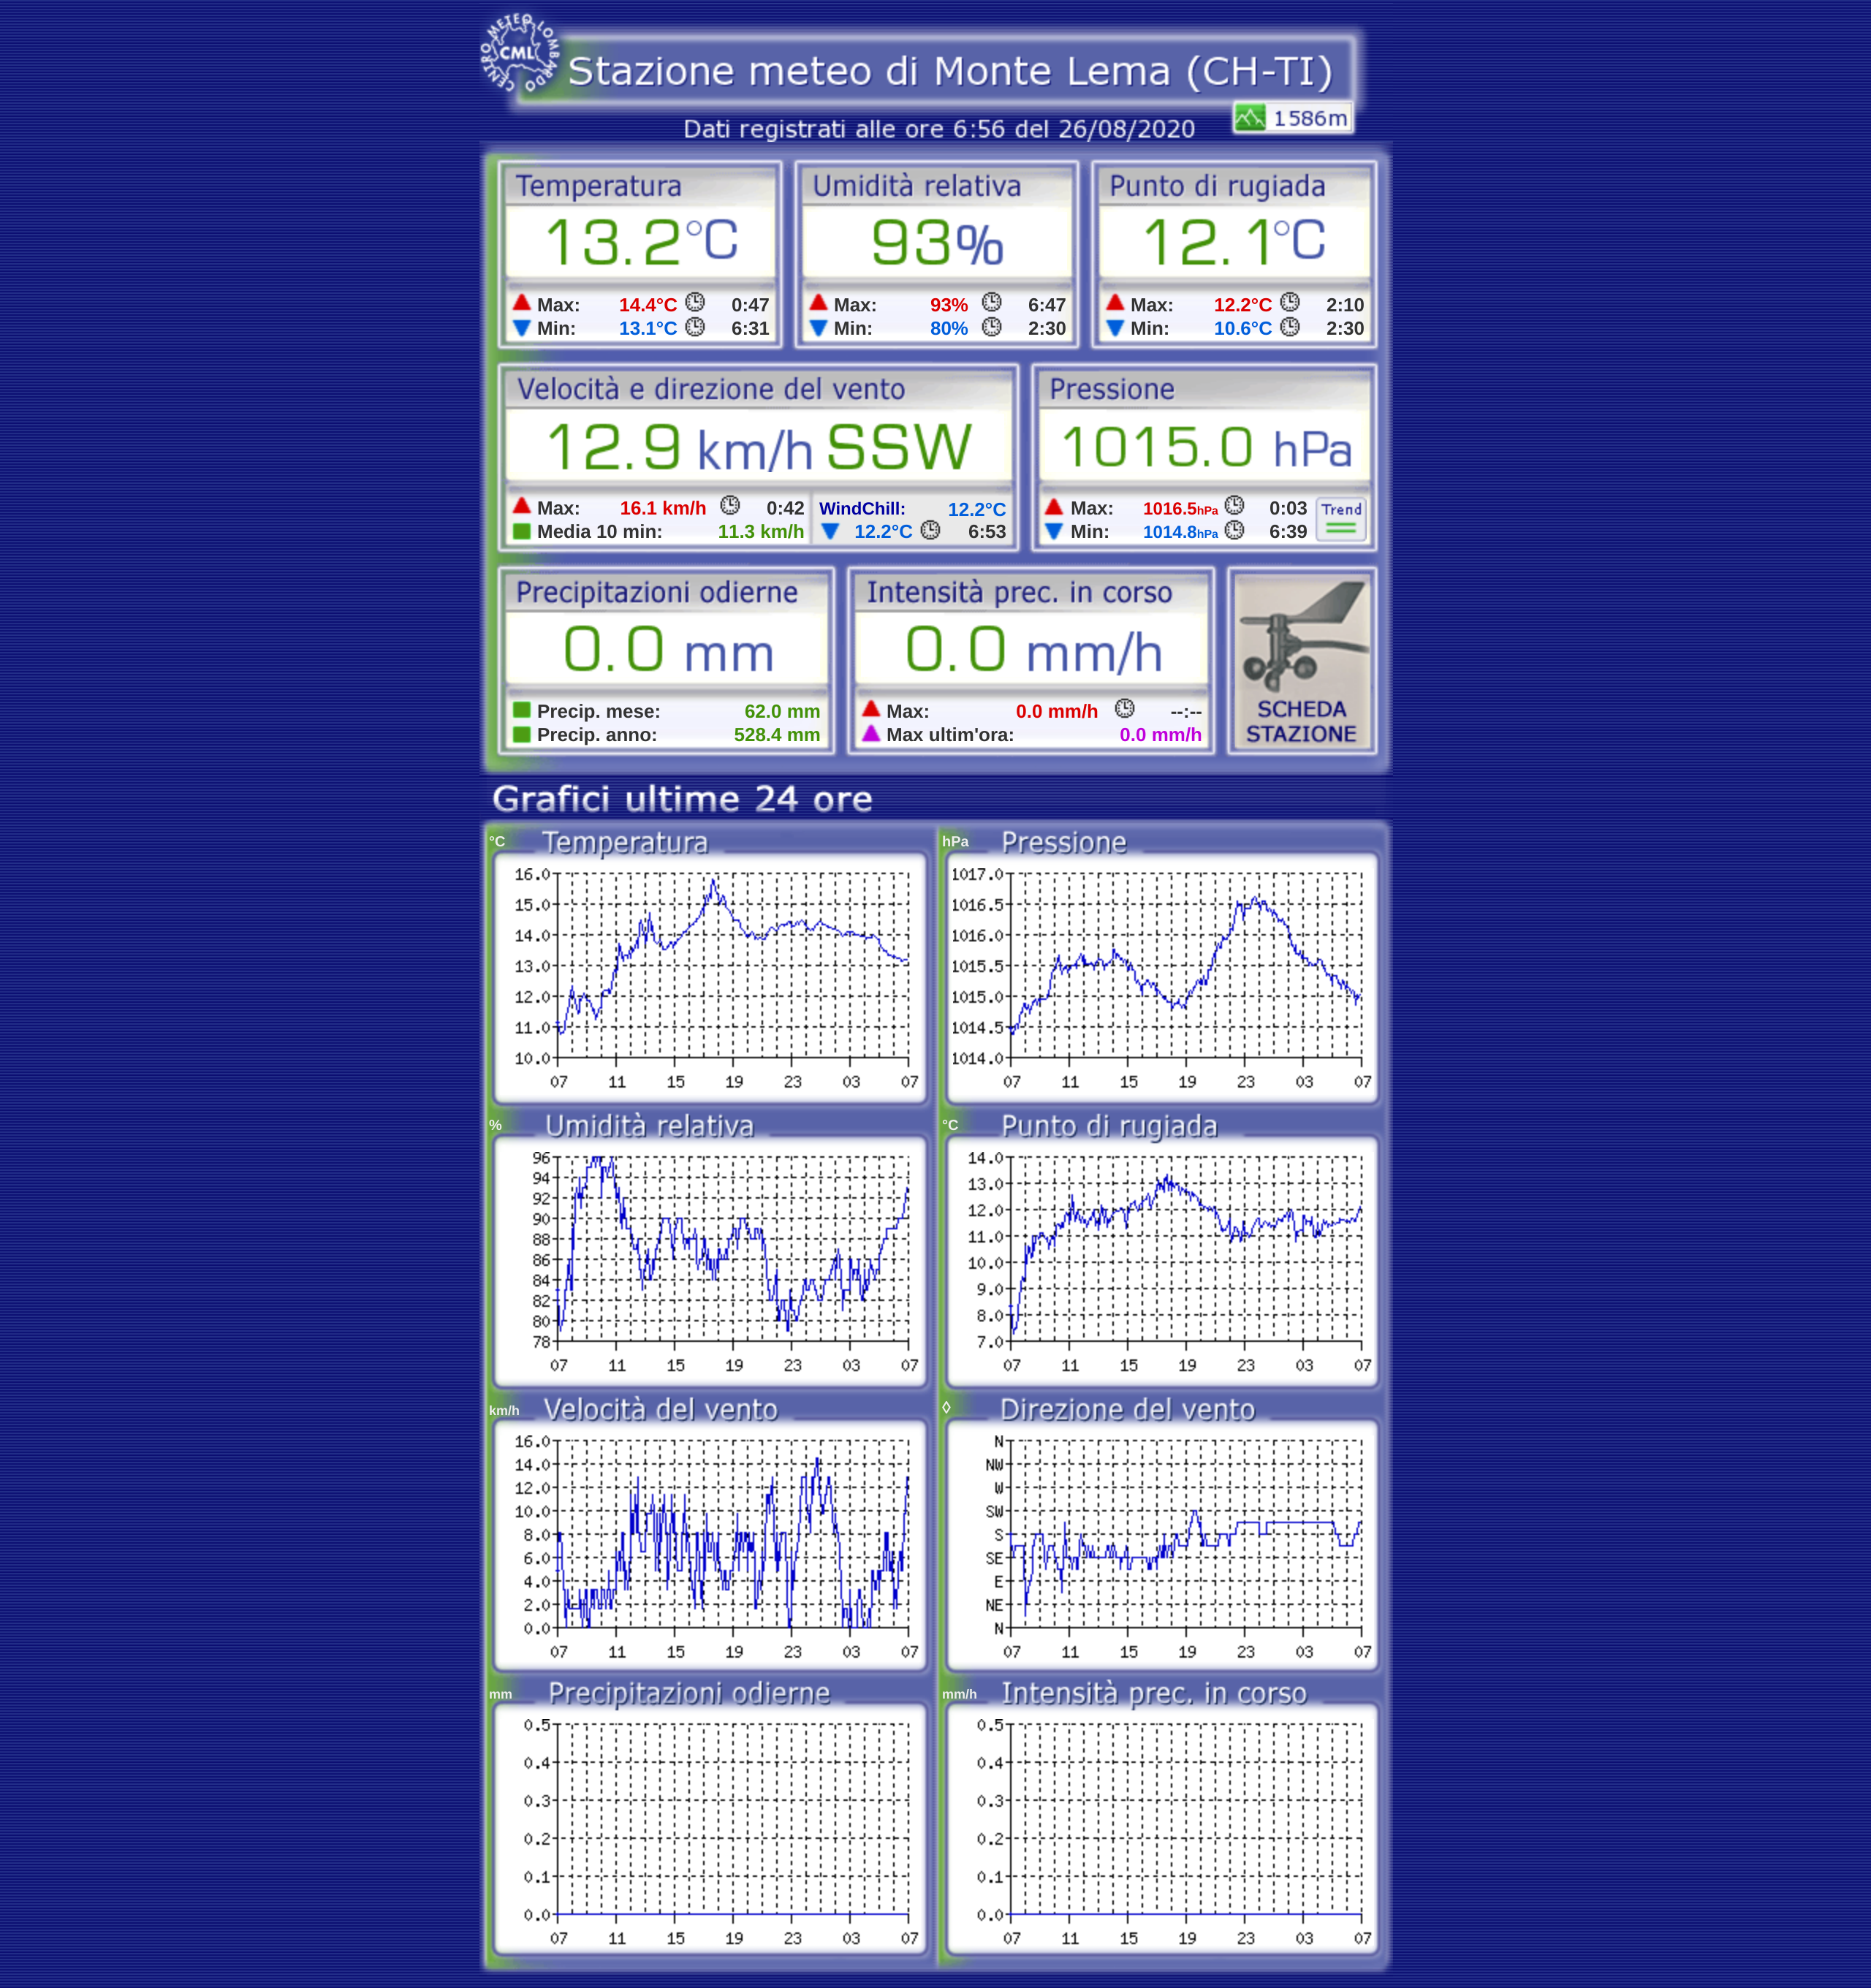 CENTRO METEO LOMBARDO
CML
Stazione meteo di Monte Lema (CH-TI)
1586m
Dati registrati alle ore 6:56 del 26/08/2020
Temperatura Umidità relativa Punto di rugiada
13.2°C 93% 12.1°C
Max: 14.4°C 0:47 Max: 93% 6:47 Max: 12.2°C 2:10
Min: 13.1°C 6:31 Min: 80% 2:30 Min: 10.6°C 2:30
Velocità e direzione del vento Pressione
12.9 km/h SSW 1015.0 hPa
Max: 16.1 km/h 0:42 WindChill: 12.2°C Max: 1016.5hPa 0:03 Trend
Media 10 min: 11.3 km/h 12.2°C 6:53 Min: 1014.8hPa 6:39
Precipitazioni odierne Intensità prec. in corso
0.0 mm 0.0 mm/h
Precip. mese: 62.0 mm Max: 0.0 mm/h --:-- SCHEDA
Precip. anno: 528.4 mm Max ultim'ora: 0.0 mm/h STAZIONE
Grafici ultime 24 ore
°C Temperatura hPa Pressione
16.0 1017.0
15.0 1016.5
14.0 1016.0
13.0 1015.5
12.0 1015.0
11.0 1014.5
10.0 1014.0
07 11 15 19 23 03 07 07 11 15 19 23 03 07
% Umidità relativa °C Punto di rugiada
96 14.0
94 13.0
92 12.0
90 11.0
88 10.0
86 9.0
84 8.0
82 7.0
80
78
07 11 15 19 23 03 07 07 11 15 19 23 03 07
km/h Velocità del vento ◊ Direzione del vento
16.0 N
14.0 NW
12.0 W
10.0 SW
8.0 S
6.0 SE
4.0 E
2.0 NE
0.0 N
07 11 15 19 23 03 07 07 11 15 19 23 03 07
mm Precipitazioni odierne mm/h Intensità prec. in corso
0.5 0.5
0.4 0.4
0.3 0.3
0.2 0.2
0.1 0.1
0.0 0.0
07 11 15 19 23 03 07 07 11 15 19 23 03 07